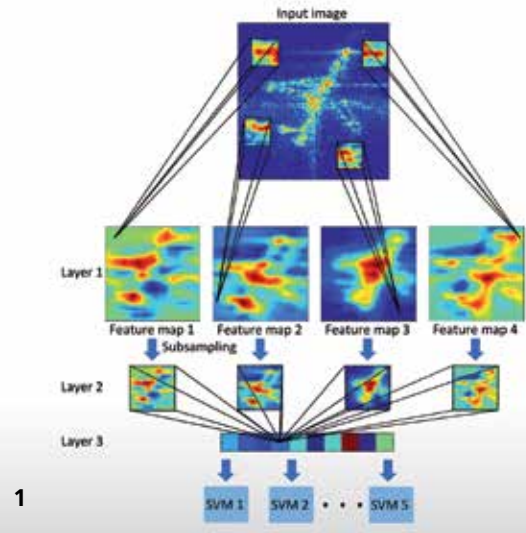 Input image
Layer 1
Feature map 1 Feature map 2 Feature map 3 Feature map 4
Subsampling
Layer 2
Layer 3
1
SVM 1 SVM 2 • • • SVM 5